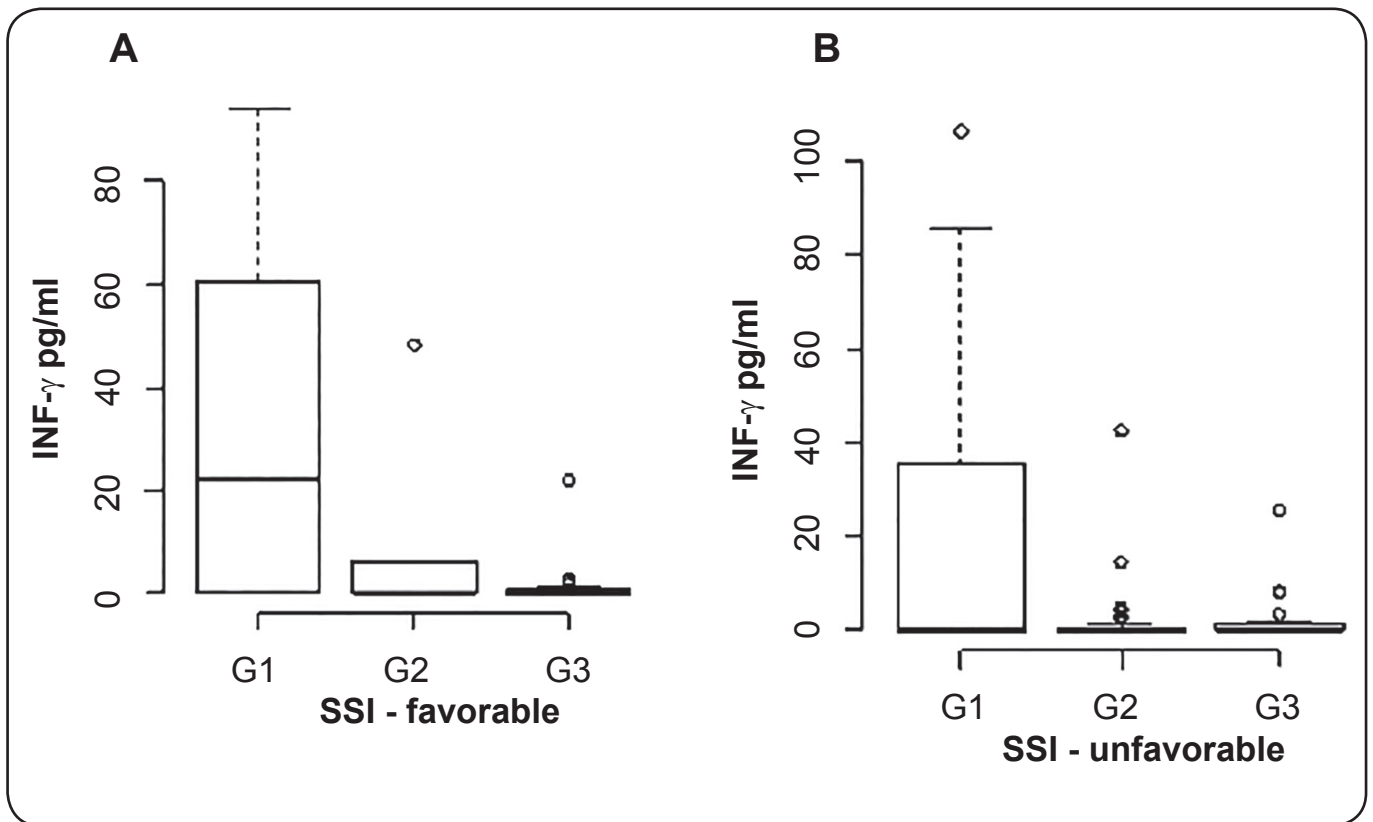 A
INF-γ pg/ml
80
60
40
20
0
G1 G2 G3
SSI - favorable
B
INF-γ pg/ml
100
80
60
40
20
0
G1 G2 G3
SSI - unfavorable